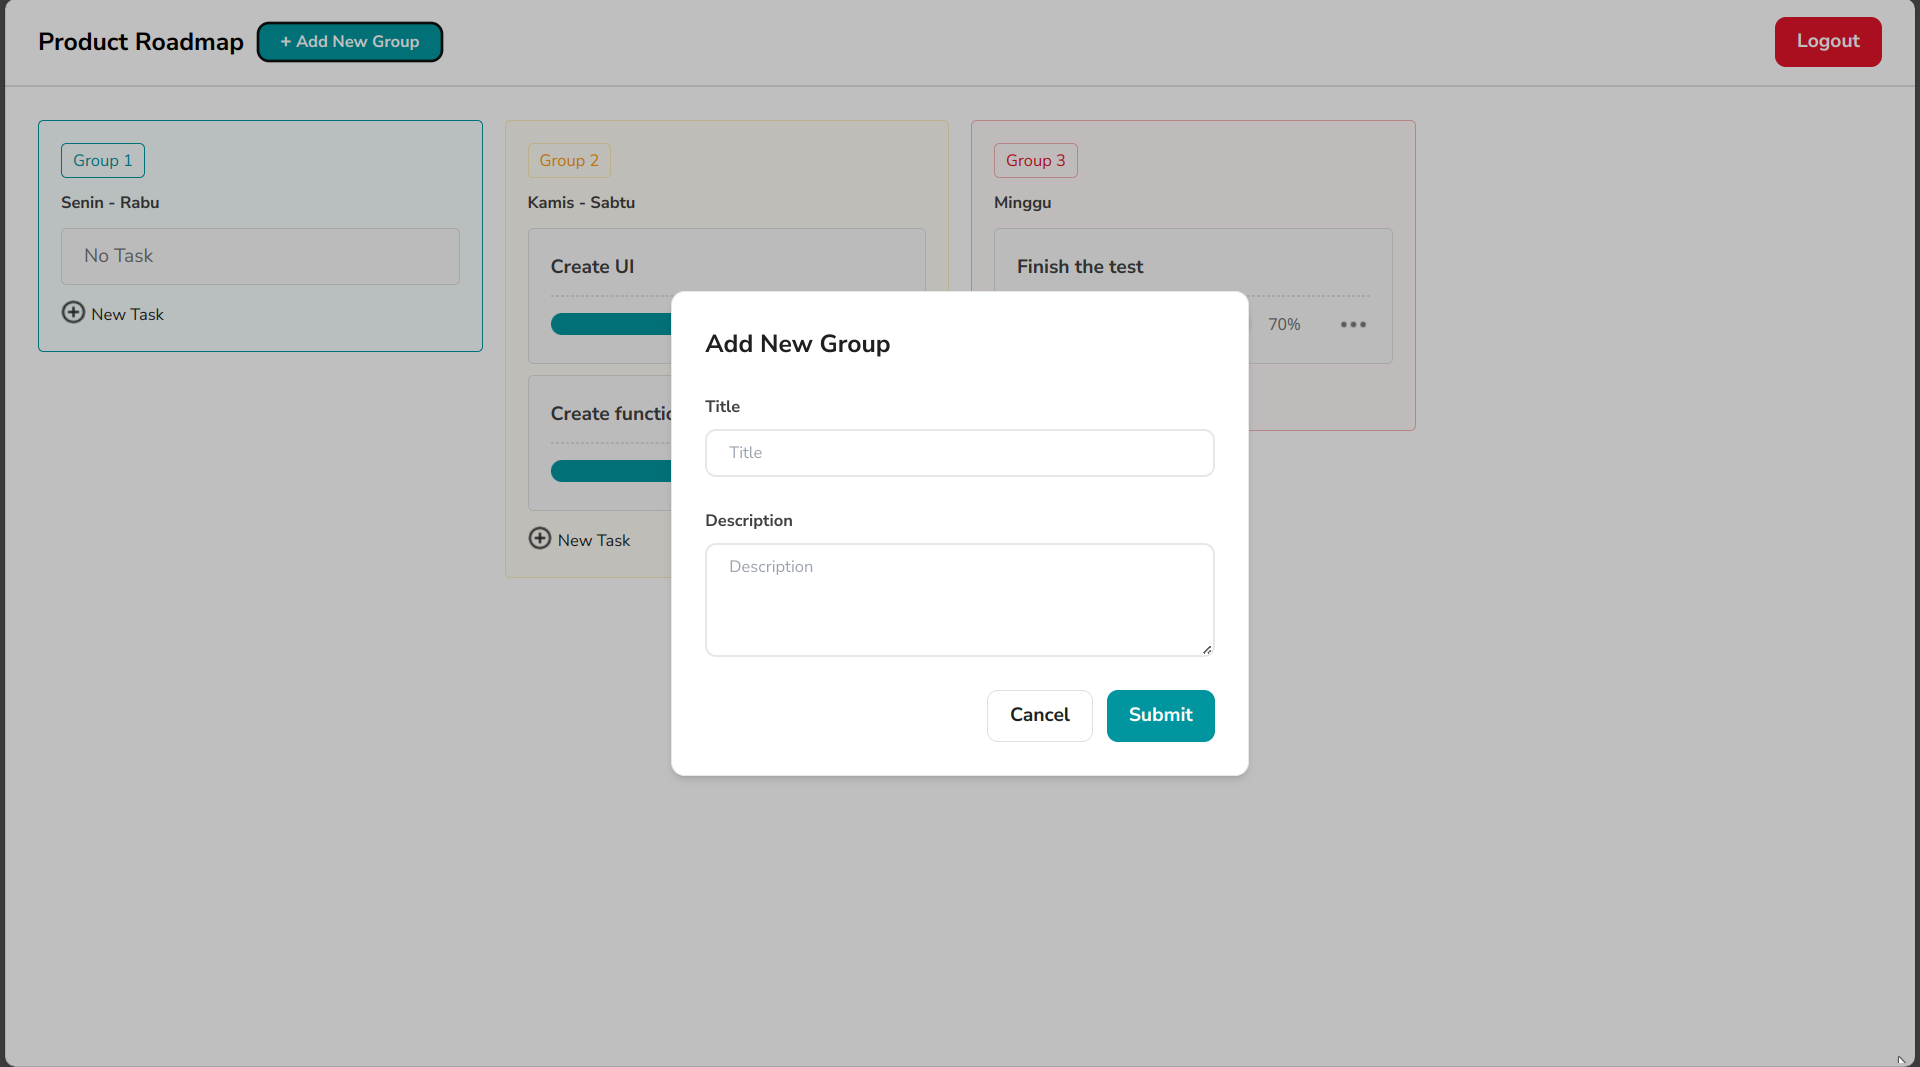 Product Roadmap
+ Add New Group
Logout
Group 1
Senin - Rabu
No Task
New Task
Group 2
Kamis - Sabtu
Create UI
Create functio
New Task
Group 3
Minggu
Finish the test
70%
Add New Group
Title
Title
Description
Description
Cancel
Submit